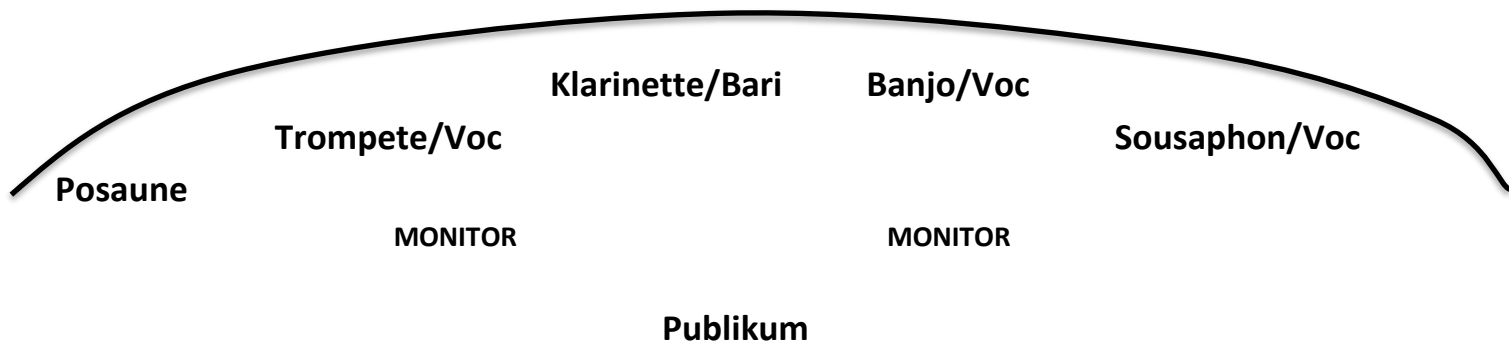 Klarinette/Bari Banjo/Voc
Trompete/Voc Sousaphon/Voc
Posaune
MONITOR MONITOR
Publikum